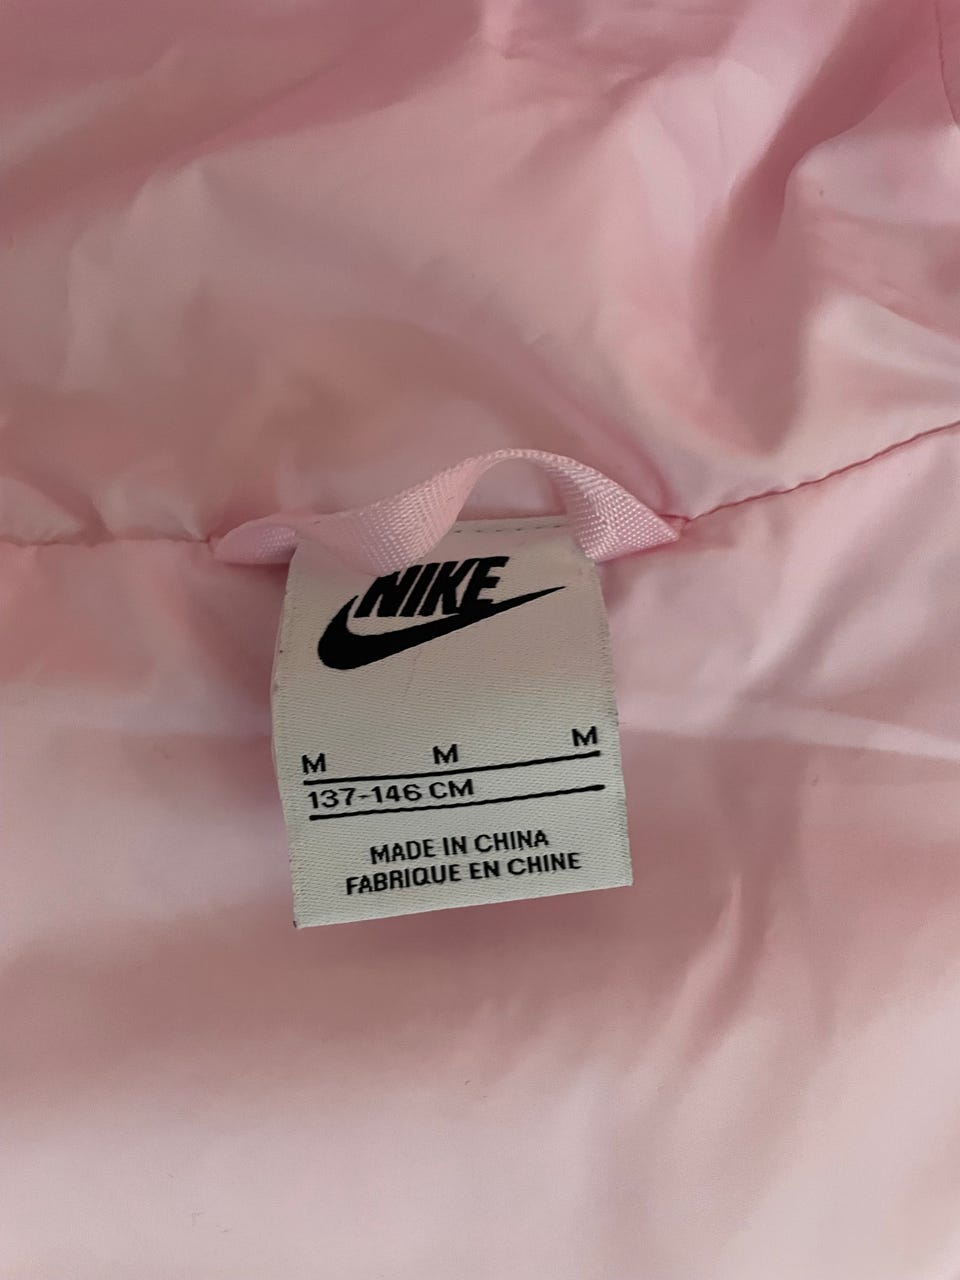 NIKE
M M M
137-146 CM
MADE IN CHINA
FABRIQUE EN CHINE